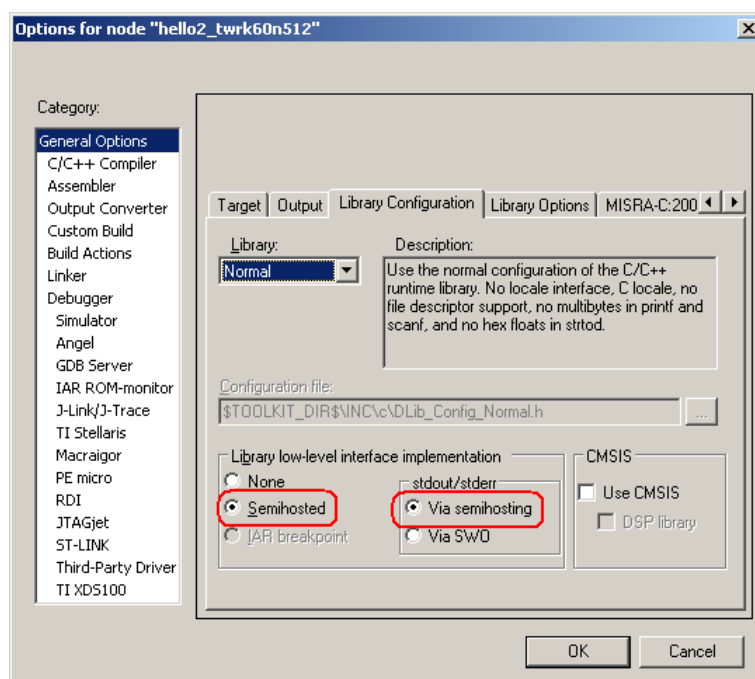 Options for node "hello2_twrk60n512"
Category:
General Options
C/C++ Compiler
Assembler
Output Converter
Custom Build
Build Actions
Linker
Debugger
Simulator
Angel
GDB Server
IAR ROM-monitor
J-Link/J-Trace
TI Stellaris
Macraigor
PE micro
RDI
JTAGjet
ST-LINK
Third-Party Driver
TI XDS100
Target Output Library Configuration Library Options MISRA-C:200
Library:
Normal
Description:
Use the normal configuration of the C/C++
runtime library. No locale interface, C locale, no
file descriptor support, no multibytes in printf and
scanf, and no hex floats in strtod.
Configuration file:
$TOOLKIT_DIR$\INC\c\DLib_Config_Normal.h ...
Library low-level interface implementation
None
Semihosted
IAR breakpoint
stdout/stderr
Via semihosting
Via SWO
CMSIS
Use CMSIS
DSP library
OK Cancel